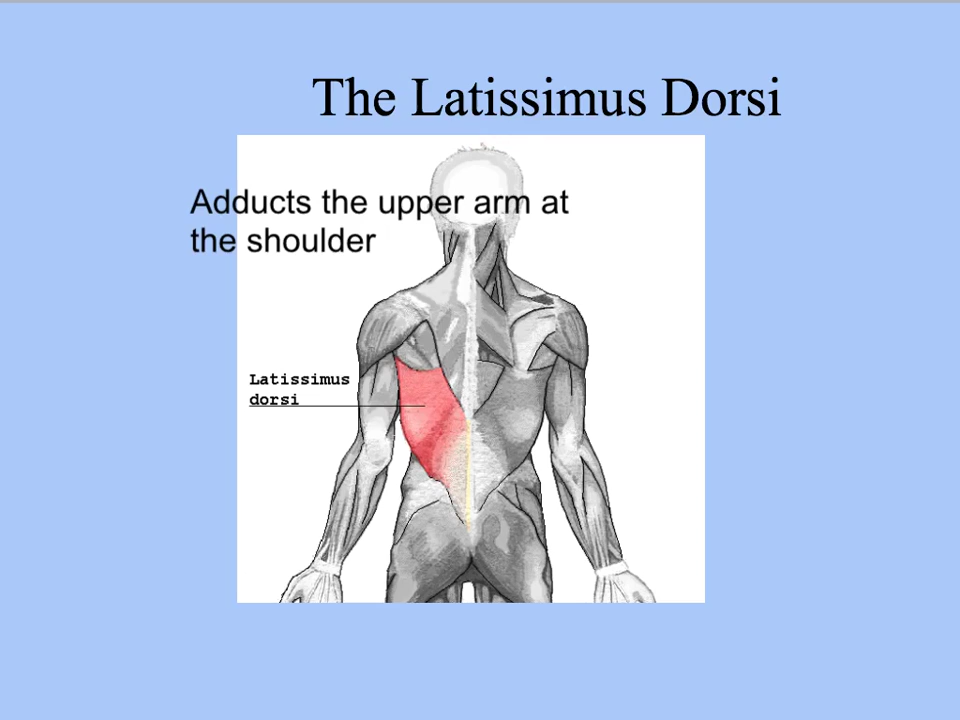 The Latissimus Dorsi
Adducts the upper arm at
the shoulder
Latissimus
dorsi